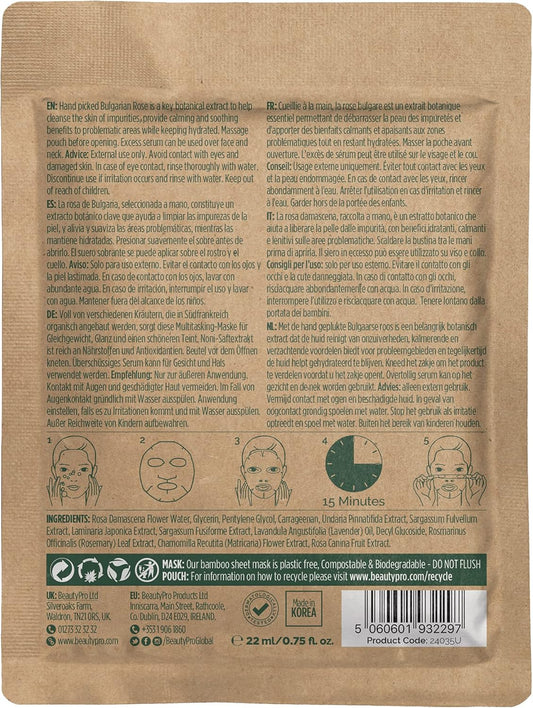 EN: Hand picked Bulgarian Rose is a key botanical extract to help
cleanse the skin of impurities, provide calming and soothing
benefits to problematic areas while keeping hydrated. Massage
pouch before opening. Excess serum can be used over face and
neck. Advice: External use only. Avoid contact with eyes and
damaged skin. In case of eye contact, rinse thoroughly with water.
Discontinue use if irritation occurs and rinse with water. Keep out
of reach of children.
ES: La rosa de Bulgaria, seleccionada a mano, constituye un
extracto botánico clave que ayuda a limpiar las impurezas de la
piel, y alivia y suaviza las áreas problemáticas, mientras las
mantiene hidratadas. Presionar suavemente el sobre antes de
abrirlo. El suero sobrante se puede aplicar sobre el rostro y el
cuello. Aviso: Solo para uso externo. Evitar el contacto con los ojos y
la piel lastimada. En caso de contacto con los ojos, lavar con
abundante agua. En caso de irritación, interrumpir el uso y lavar
con agua. Mantener fuera del alcance de los niños.
DE: Voll von verschiedenen Kräutern, die in Südfrankreich
organisch angebaut werden, sorgt diese Multitasking-Maske für
Gleichgewicht, Glanz und einen schöneren Teint. Non-Saftextrakt
ist reich an Nährstoffen und Antioxidantien. Beutel vor dem Öffnen
kneten. Überschüssiges Serum kann für Gesicht und Hals
verwendet werden. Empfehlung: Nur zur äußeren Anwendung.
Kontakt mit Augen und geschädigter Haut vermeiden. Im Fall von
Augenkontakt gründlich mit Wasser ausspülen. Anwendung
einstellen, falls es zu Irritationen kommt und mit Wasser ausspülen.
Außer Reichweite von Kindern aufbewahren.
FR: Cueillie à la main, la rose bulgare est un extrait botanique
essentiel permettant de débarrasser la peau des impuretés et
d'apporter des bienfaits calmants et apaisants aux zones
problématiques tout en hydratant. Masser la poche avant
ouverture. L'excès de sérum peut être utilisé sur le visage et le cou.
Conseil: Usage externe uniquement. Éviter tout contact avec les yeux
et la peau endommagée. En cas de contact avec les yeux, rincer
abondamment à l'eau. Arrêter l'utilisation en cas d'irritation et rincer
à l'eau. Garder hors de la portée des enfants.
IT: La rosa damascena, raccolta a mano, è un estratto botanico che
aiuta a liberare la pelle dalle impurità, con benefici idratanti, calmanti
e lenitivi sulle aree problematiche. Scaldare la bustina tra le mani
prima di aprirla. Il siero in eccesso può essere utilizzato su viso e collo.
Consigli per l'uso: solo per uso esterno. Evitare il contatto con gli
occhi e la cute danneggiata. In caso di contatto con gli occhi,
risciacquare abbondantemente con acqua. In caso d'irritazione,
interrompere l'utilizzo e risciacquare con acqua. Tenere lontano dalla
portata dei bambini.
NL: Met de hand geplukte Bulgaarse roos is een belangrijk botanisch
extract dat de huid reinigt van onzuiverheden, kalmerende en
verzachtende voordelen biedt voor probleemgebieden en tegelijkertijd
de huid helpt gehydrateerd te blijven. Kneed het zakje om het product
te verdelen voordat u het zakje opent. Overtollig serum kan op het
gezicht en de nek worden gebruikt. Advies: alleen extern gebruik.
Vermijd contact met ogen en beschadigde huid. in geval van
oogcontact grondig spoelen met water. Stop het gebruik als irritatie
optreedt en spoel met water. Buiten het bereik van kinderen houden.
1 2 3 4 5
15 Minutes
INGREDIENTS: Rosa Damascena Flower Water, Glycerin, Pentylene Glycol, Carrageenan, Undaria Pinnatifida Extract, Sargassum Fulvellum
Extract, Laminaria Japonica Extract, Sargassum Fusiforme Extract, Lavandula Angustifolia (Lavender) Oil, Decyl Glucoside, Rosmarinus
Officinalis (Rosemary) Leaf Extract, Chamomilla Recutita (Matricaria) Flower Extract, Rosa Canina Fruit Extract.
MASK: Our bamboo sheet mask is plastic free, Compostable & Biodegradable - DO NOT FLUSH
POUCH: For information on how to recycle please visit www.beautypro.com/recycle
UK: BeautyPro Ltd
Silveroaks Farm,
Waldron, TN21 0RS, UK.
01273 32 32 32
www.beautypro.com
EU: BeautyPro Products Ltd
Inniscarra, Main Street, Rathcoole,
Co. Dublin, D24 E029, IRELAND.
+353 1 906 1860
/BeautyProGlobal
DERMATOLOGICALLY TESTED
Made in
KOREA
e 22 ml/0.75 fl. oz.
5 060601 932297
Product Code: 24035U